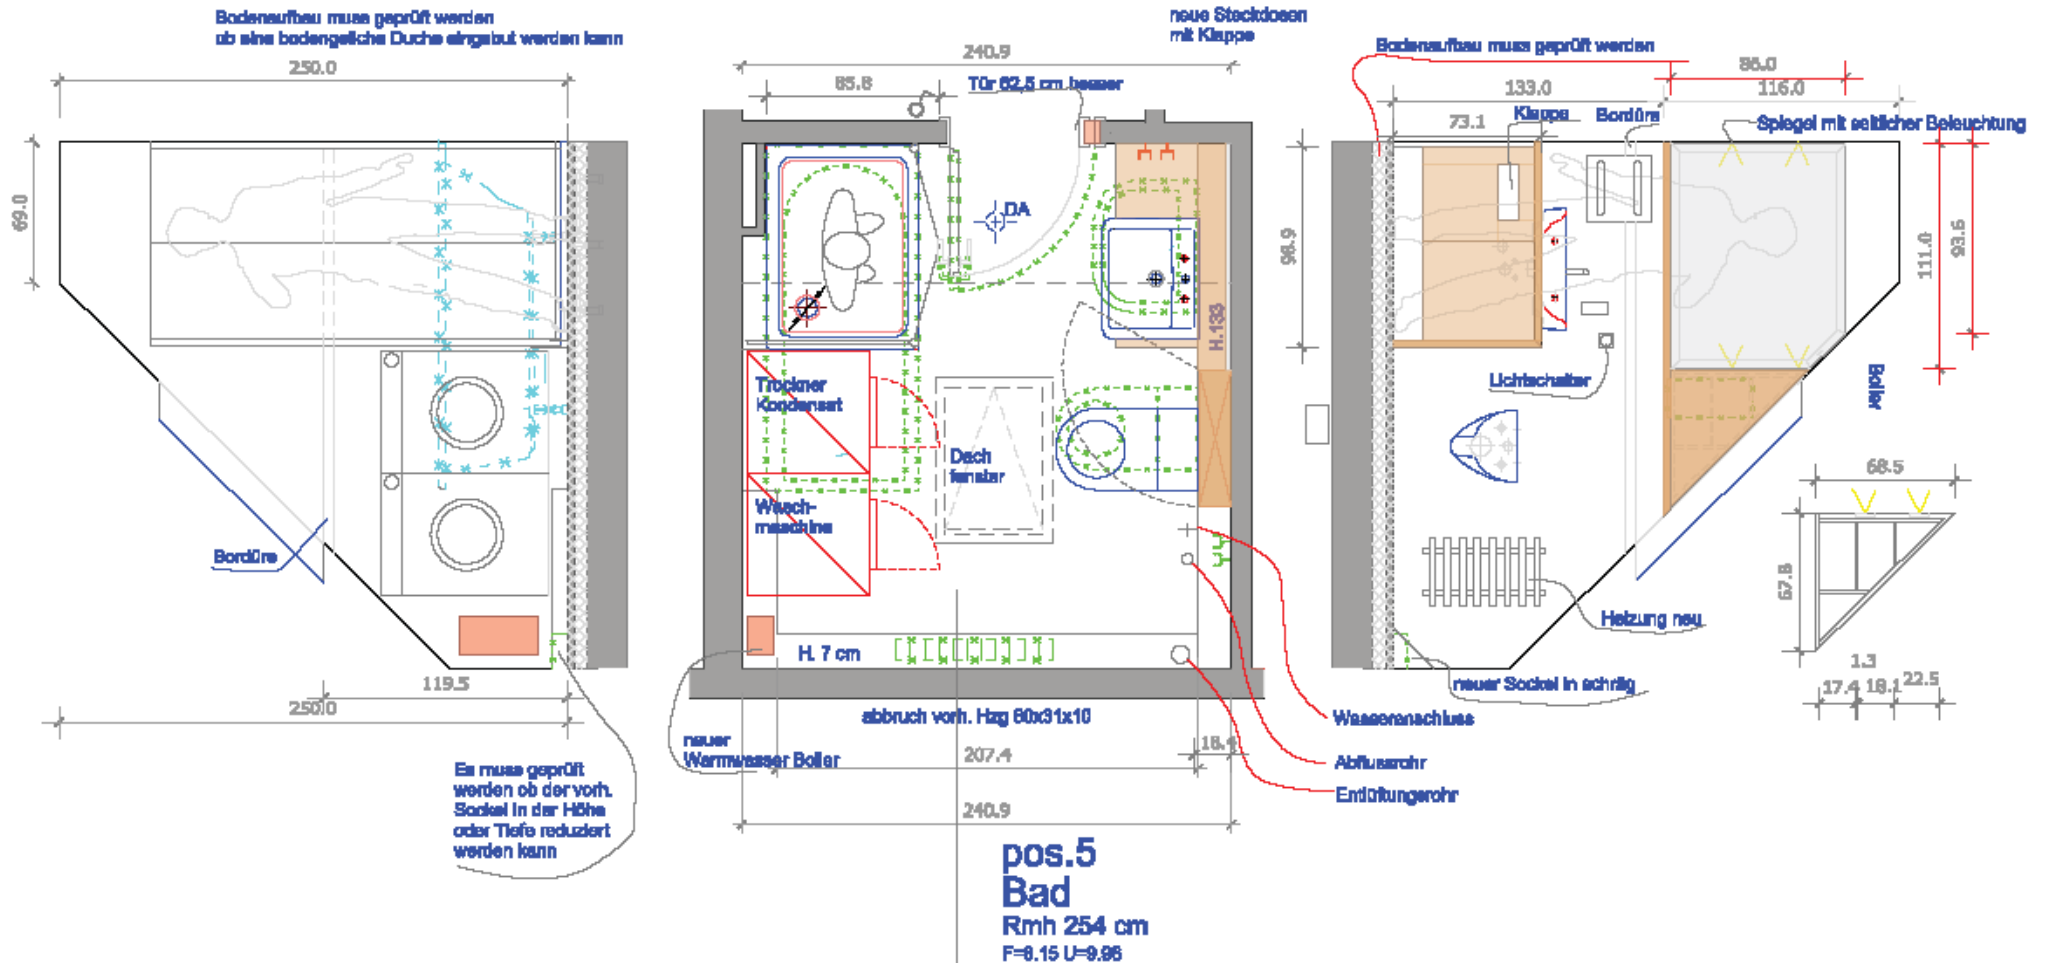 Bodenaufbau muss geprüft werden
ob eine bodengeliche Duche eingebut werden kann
250.0
69.0
Bordüre
119.5
250.0
Es muss geprüft
werden ob der vorh.
Sockel in der Höhe
oder Tiefe reduziert
werden kann
240.9
85.8
Tür 62,5 cm besser
neue Steckdosen
mit Klappe
DA
H.133
Trockner
Kondensat
Wasch-
maschine
Dach
fenster
H. 7 cm
abbruch vorh. Hzg 60x31x10
neuer
Warmwasser Boiler
207.4
18.4
240.9
Wasseranschluss
Abflussrohr
Entlüftungsrohr
pos.5
Bad
Rmh 254 cm
F=6.15 U=9.96
Bodenaufbau muss geprüft werden
86.0
133.0
116.0
73.1
Klappe
Bordüre
Spiegel mit seitlicher Beleuchtung
98.9
111.0
93.6
Lichtschalter
Boiler
Heizung neu
neuer Sockel in schräg
68.5
67.8
1.3
17.4
18.1
22.5